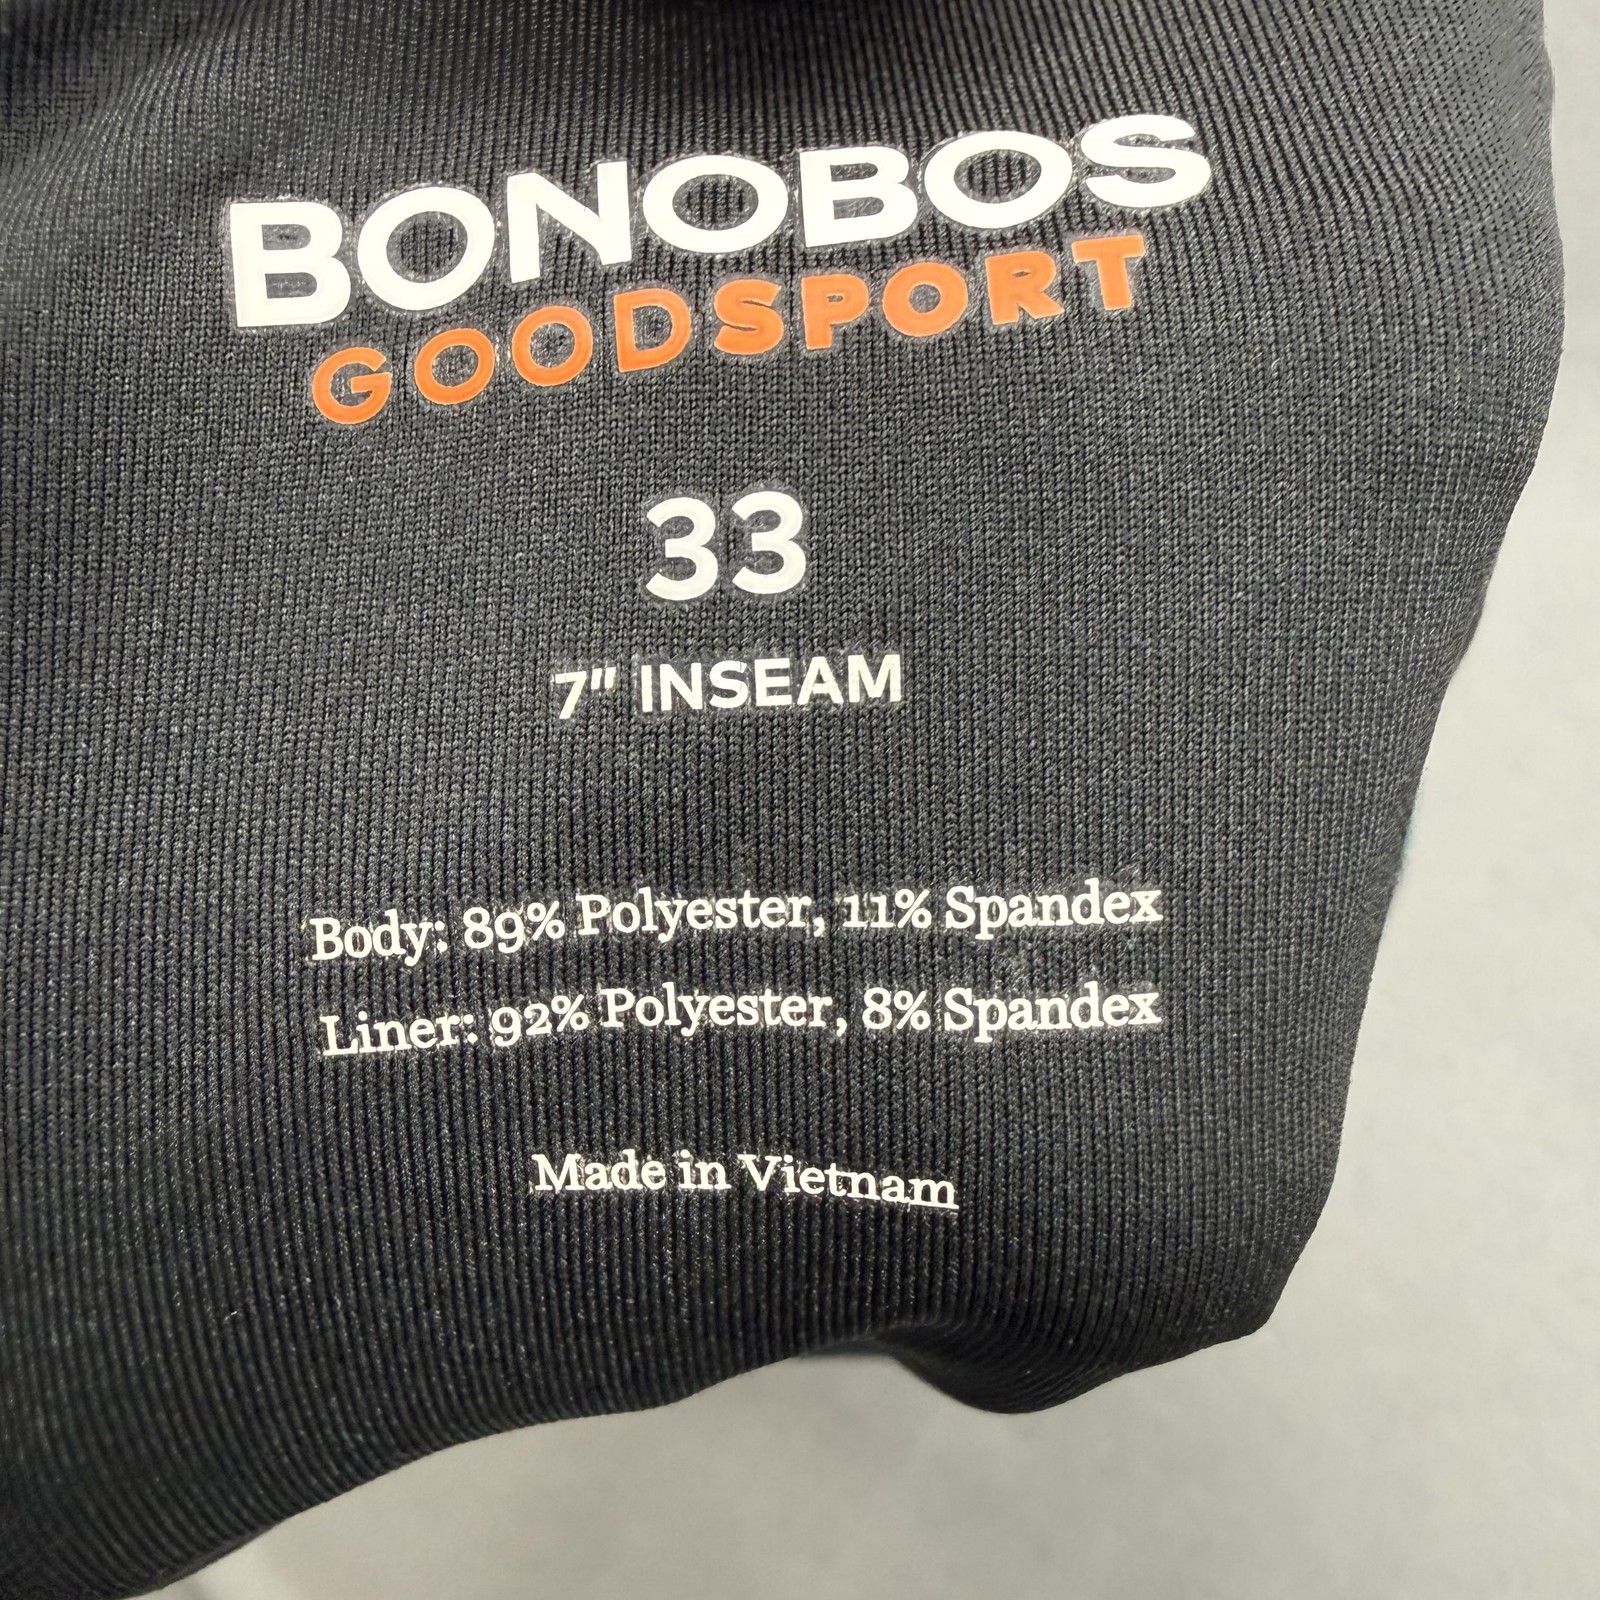 BONOBOS
GOODSPORT
33
7" INSEAM
Body: 89% Polyester, 11% Spandex
Liner: 92% Polyester, 8% Spandex
Made in Vietnam